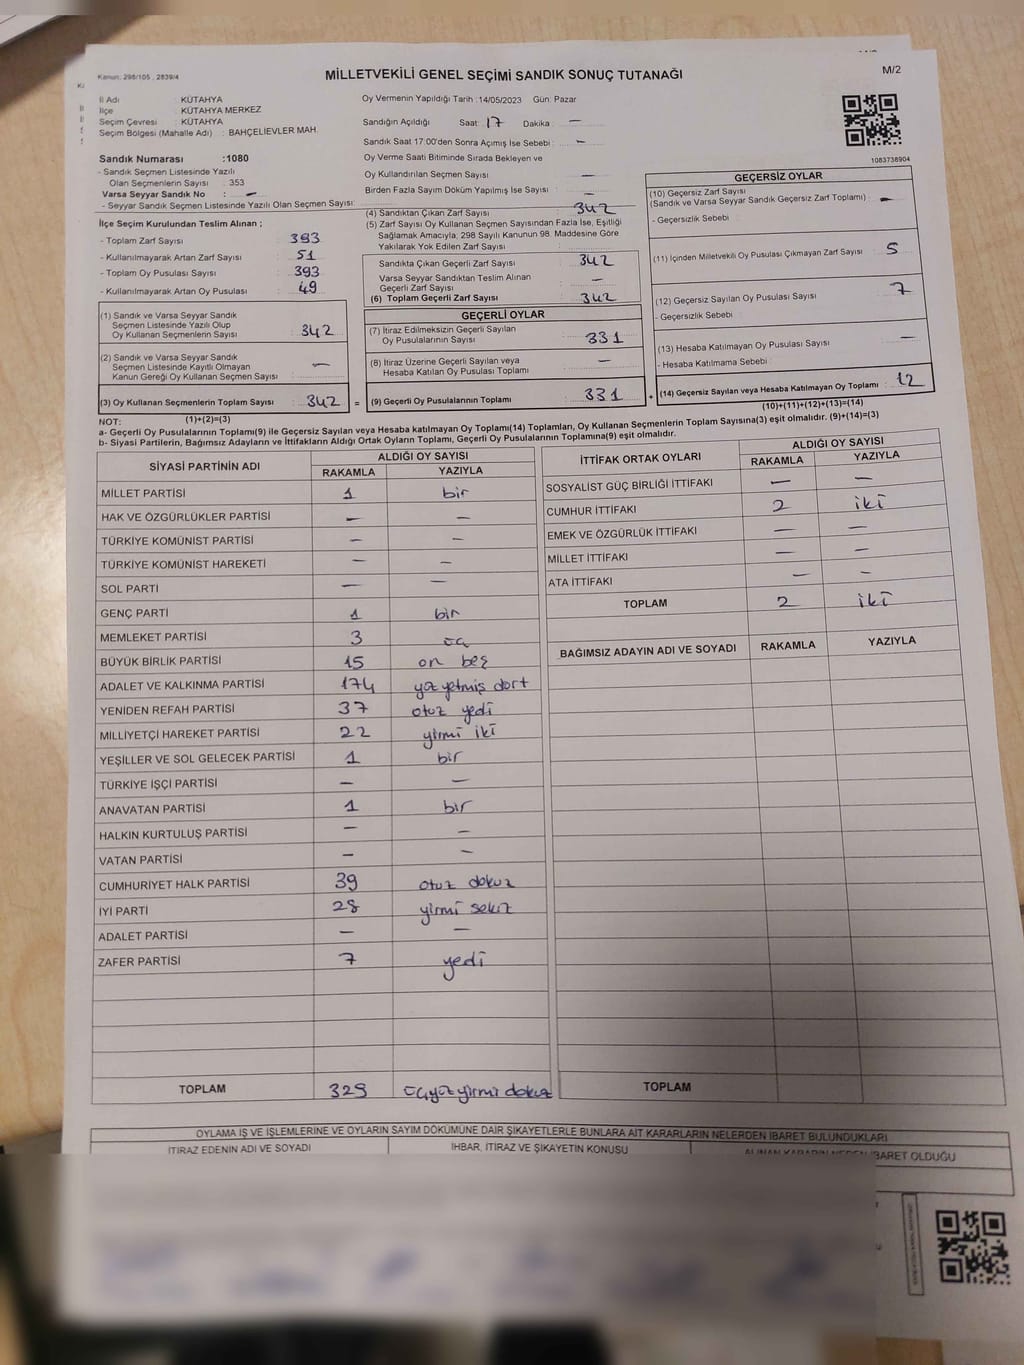 Kanun: 298/105 , 2839/4
MİLLETVEKİLİ GENEL SEÇİMİ SANDIK SONUÇ TUTANAĞI
M/2
İl Adı : KÜTAHYA
İlçe : KÜTAHYA MERKEZ
Seçim Çevresi : KÜTAHYA
Seçim Bölgesi (Mahalle Adı) : BAHÇELİEVLER MAH.
Sandık Numarası :1080
- Sandık Seçmen Listesinde Yazılı
Olan Seçmenlerin Sayısı : 353
Varsa Seyyar Sandık No : -
- Seyyar Sandık Seçmen Listesinde Yazılı Olan Seçmen Sayısı:
İlçe Seçim Kurulundan Teslim Alınan ;
- Toplam Zarf Sayısı : 393
- Kullanılmayarak Artan Zarf Sayısı : 51
- Toplam Oy Pusulası Sayısı : 393
- Kullanılmayarak Artan Oy Pusulası : 49
(1) Sandık ve Varsa Seyyar Sandık
Seçmen Listesinde Yazılı Olup
Oy Kullanan Seçmenlerin Sayısı : 342
(2) Sandık ve Varsa Seyyar Sandık
Seçmen Listesinde Kayıtlı Olmayan
Kanun Gereği Oy Kullanan Seçmen Sayısı : -
(3) Oy Kullanan Seçmenlerin Toplam Sayısı : 342 =
(1)+(2)=(3)
Oy Vermenin Yapıldığı Tarih :14/05/2023 Gün: Pazar
Sandığın Açıldığı Saat: 17 Dakika : -
Sandık Saat 17:00'den Sonra Açımış İse Sebebi : -
Oy Verme Saati Bitiminde Sırada Bekleyen ve
Oy Kullandırılan Seçmen Sayısı : -
Birden Fazla Sayım Döküm Yapılmış İse Sayısı : -
(4) Sandıktan Çıkan Zarf Sayısı : 342
(5) Zarf Sayısı Oy Kullanan Seçmen Sayısından Fazla İse, Eşitliği
Sağlamak Amacıyla, 298 Sayılı Kanunun 98. Maddesine Göre
Yakılarak Yok Edilen Zarf Sayısı :
Sandıkta Çıkan Geçerli Zarf Sayısı : 342
Varsa Seyyar Sandıktan Teslim Alınan
Geçerli Zarf Sayısı : -
(6) Toplam Geçerli Zarf Sayısı : 342
GEÇERLİ OYLAR
(7) İtiraz Edilmeksizin Geçerli Sayılan
Oy Pusulalarının Sayısı : 331
(8) İtiraz Üzerine Geçerli Sayılan veya
Hesaba Katılan Oy Pusulası Toplamı : -
(9) Geçerli Oy Pusulalarının Toplamı : 331 +
1083738904
GEÇERSİZ OYLAR
(10) Geçersiz Zarf Sayısı
(Sandık ve Varsa Seyyar Sandık Geçersiz Zarf Toplamı) : -
- Geçersizlik Sebebi :
(11) İçinden Milletvekili Oy Pusulası Çıkmayan Zarf Sayısı : 5
(12) Geçersiz Sayılan Oy Pusulası Sayısı : 7
- Geçersizlik Sebebi :
(13) Hesaba Katılmayan Oy Pusulası Sayısı : -
- Hesaba Katılmama Sebebi :
(14) Geçersiz Sayılan veya Hesaba Katılmayan Oy Toplamı : 12
(10)+(11)+(12)+(13)=(14)
NOT:
a- Geçerli Oy Pusulalarının Toplamı(9) ile Geçersiz Sayılan veya Hesaba katılmayan Oy Toplamı(14) Toplamları, Oy Kullanan Seçmenlerin Toplam Sayısına(3) eşit olmalıdır. (9)+(14)=(3)
b- Siyasi Partilerin, Bağımsız Adayların ve İttifakların Aldığı Ortak Oyların Toplamı, Geçerli Oy Pusulalarının Toplamına(9) eşit olmalıdır.
SİYASİ PARTİNİN ADI ALDIĞI OY SAYISI
RAKAMLA YAZIYLA
MİLLET PARTİSİ 1 bir
HAK VE ÖZGÜRLÜKLER PARTİSİ - -
TÜRKİYE KOMÜNİST PARTİSİ - -
TÜRKİYE KOMÜNİST HAREKETİ - -
SOL PARTİ - -
GENÇ PARTİ 1 bir
MEMLEKET PARTİSİ 3 üç
BÜYÜK BİRLİK PARTİSİ 15 on beş
ADALET VE KALKINMA PARTİSİ 174 yüz yetmiş dört
YENİDEN REFAH PARTİSİ 37 otuz yedi
MİLLİYETÇİ HAREKET PARTİSİ 22 yirmi iki
YEŞİLLER VE SOL GELECEK PARTİSİ 1 bir
TÜRKİYE İŞÇİ PARTİSİ - -
ANAVATAN PARTİSİ 1 bir
HALKIN KURTULUŞ PARTİSİ - -
VATAN PARTİSİ - -
CUMHURİYET HALK PARTİSİ 39 otuz dokuz
İYİ PARTİ 28 yirmi sekiz
ADALET PARTİSİ - -
ZAFER PARTİSİ 7 yedi
TOPLAM 329 üçyüz yirmi dokuz
İTTİFAK ORTAK OYLARI ALDIĞI OY SAYISI
RAKAMLA YAZIYLA
SOSYALİST GÜÇ BİRLİĞİ İTTİFAKI - -
CUMHUR İTTİFAKI 2 iki
EMEK VE ÖZGÜRLÜK İTTİFAKI - -
MİLLET İTTİFAKI - -
ATA İTTİFAKI - -
TOPLAM 2 iki
BAĞIMSIZ ADAYIN ADI VE SOYADI RAKAMLA YAZIYLA
TOPLAM
OYLAMA İŞ VE İŞLEMLERİNE VE OYLARIN SAYIM DÖKÜMÜNE DAİR ŞİKAYETLERLE BUNLARA AİT KARARLARIN NELERDEN İBARET BULUNDUKLARI
İTİRAZ EDENİN ADI VE SOYADI İHBAR, İTİRAZ VE ŞİKAYETİN KONUSU ALINAN KARARIN NEDEN İBARET OLDUĞU